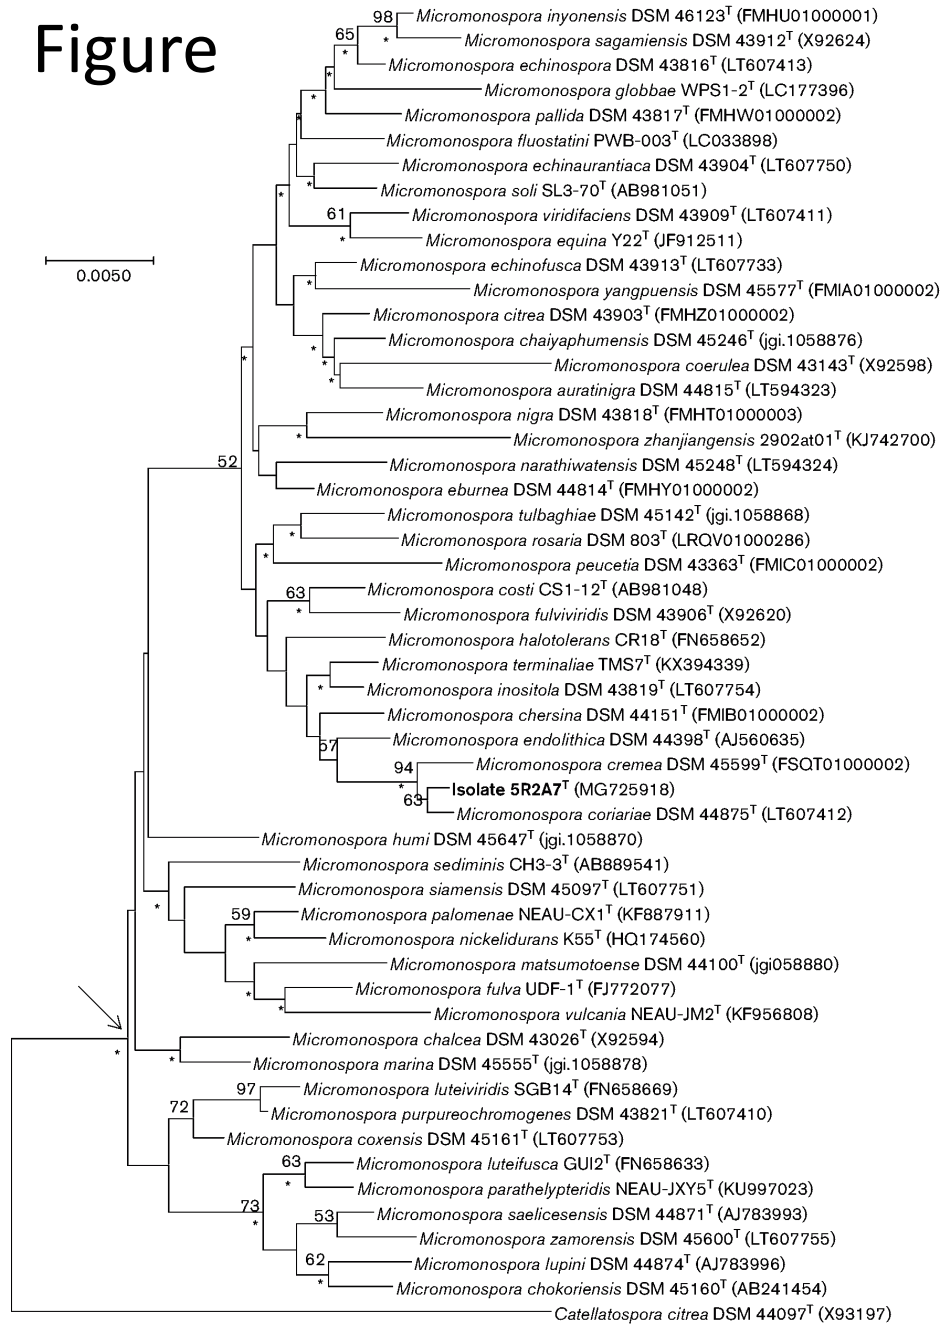 Figure
98 Micromonospora inyonensis DSM 46123ᵀ (FMHU01000001)
65 * Micromonospora sagamiensis DSM 43912ᵀ (X92624)
* Micromonospora echinospora DSM 43816ᵀ (LT607413)
* Micromonospora globbae WPS1-2ᵀ (LC177396)
* Micromonospora pallida DSM 43817ᵀ (FMHW01000002)
* Micromonospora fluostatini PWB-003ᵀ (LC033898)
Micromonospora echinaurantiaca DSM 43904ᵀ (LT607750)
* * Micromonospora soli SL3-70ᵀ (AB981051)
61 Micromonospora viridifaciens DSM 43909ᵀ (LT607411)
* Micromonospora equina Y22ᵀ (JF912511)
0.0050
Micromonospora echinofusca DSM 43913ᵀ (LT607733)
* Micromonospora yangpuensis DSM 45577ᵀ (FMIA01000002)
Micromonospora citrea DSM 43903ᵀ (FMHZ01000002)
* Micromonospora chaiyaphumensis DSM 45246ᵀ (jgi.1058876)
* * Micromonospora coerulea DSM 43143ᵀ (X92598)
* Micromonospora auratinigra DSM 44815ᵀ (LT594323)
Micromonospora nigra DSM 43818ᵀ (FMHT01000003)
* Micromonospora zhanjiangensis 2902at01ᵀ (KJ742700)
52 Micromonospora narathiwatensis DSM 45248ᵀ (LT594324)
Micromonospora eburnea DSM 44814ᵀ (FMHY01000002)
Micromonospora tulbaghiae DSM 45142ᵀ (jgi.1058868)
* Micromonospora rosaria DSM 803ᵀ (LRQV01000286)
* Micromonospora peucetia DSM 43363ᵀ (FMIC01000002)
63 Micromonospora costi CS1-12ᵀ (AB981048)
* Micromonospora fulviviridis DSM 43906ᵀ (X92620)
Micromonospora halotolerans CR18ᵀ (FN658652)
Micromonospora terminaliae TMS7ᵀ (KX394339)
* Micromonospora inositola DSM 43819ᵀ (LT607754)
Micromonospora chersina DSM 44151ᵀ (FMIB01000002)
57 Micromonospora endolithica DSM 44398ᵀ (AJ560635)
94 Micromonospora cremea DSM 45599ᵀ (FSQT01000002)
* Isolate 5R2A7ᵀ (MG725918)
63 Micromonospora coriariae DSM 44875ᵀ (LT607412)
Micromonospora humi DSM 45647ᵀ (jgi.1058870)
Micromonospora sediminis CH3-3ᵀ (AB889541)
* Micromonospora siamensis DSM 45097ᵀ (LT607751)
59 Micromonospora palomenae NEAU-CX1ᵀ (KF887911)
* Micromonospora nickelidurans K55ᵀ (HQ174560)
Micromonospora matsumotoense DSM 44100ᵀ (jgi058880)
* Micromonospora fulva UDF-1ᵀ (FJ772077)
* Micromonospora vulcania NEAU-JM2ᵀ (KF956808)
Micromonospora chalcea DSM 43026ᵀ (X92594)
* * Micromonospora marina DSM 45555ᵀ (jgi.1058878)
97 Micromonospora luteiviridis SGB14ᵀ (FN658669)
72 Micromonospora purpureochromogenes DSM 43821ᵀ (LT607410)
Micromonospora coxensis DSM 45161ᵀ (LT607753)
63 Micromonospora luteifusca GUI2ᵀ (FN658633)
* Micromonospora parathelypteridis NEAU-JXY5ᵀ (KU997023)
73 * 53 Micromonospora saelicesensis DSM 44871ᵀ (AJ783993)
Micromonospora zamorensis DSM 45600ᵀ (LT607755)
62 Micromonospora lupini DSM 44874ᵀ (AJ783996)
* Micromonospora chokoriensis DSM 45160ᵀ (AB241454)
Catellatospora citrea DSM 44097ᵀ (X93197)